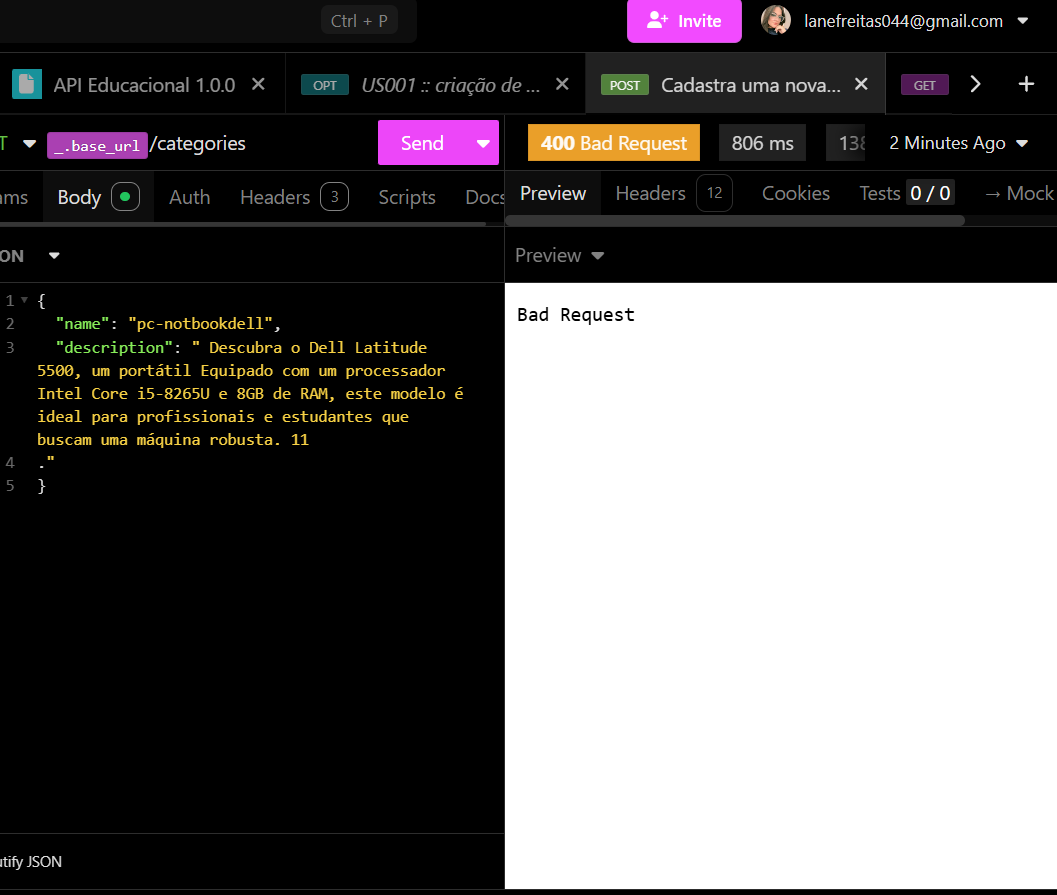 Ctrl + P
Invite
lanefreitas044@gmail.com
API Educacional 1.0.0
OPT US001 :: criação de ...
POST Cadastra uma nova...
GET
T _.base_url /categories
Send
400 Bad Request
806 ms
138
2 Minutes Ago
ms
Body
Auth
Headers 3
Scripts
Docs
Preview
Headers 12
Cookies
Tests 0 / 0
→ Mock
ON
Preview
1 {
2 "name": "pc-notbookdell",
3 "description": " Descubra o Dell Latitude
5500, um portátil Equipado com um processador
Intel Core i5-8265U e 8GB de RAM, este modelo é
ideal para profissionais e estudantes que
buscam uma máquina robusta. 11
4 ."
5 }
Bad Request
utify JSON